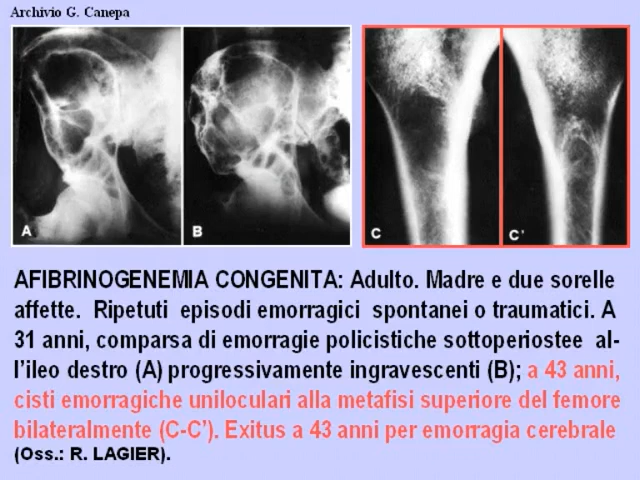 Archivio G. Canepa
A
B
C
C'
AFIBRINOGENEMIA CONGENITA: Adulto. Madre e due sorelle
affette. Ripetuti episodi emorragici spontanei o traumatici. A
31 anni, comparsa di emorragie policistiche sottoperiostee al-
l'ileo destro (A) progressivamente ingravescenti (B); a 43 anni,
cisti emorragiche uniloculari alla metafisi superiore del femore
bilateralmente (C-C'). Exitus a 43 anni per emorragia cerebrale
(Oss.: R. LAGIER).